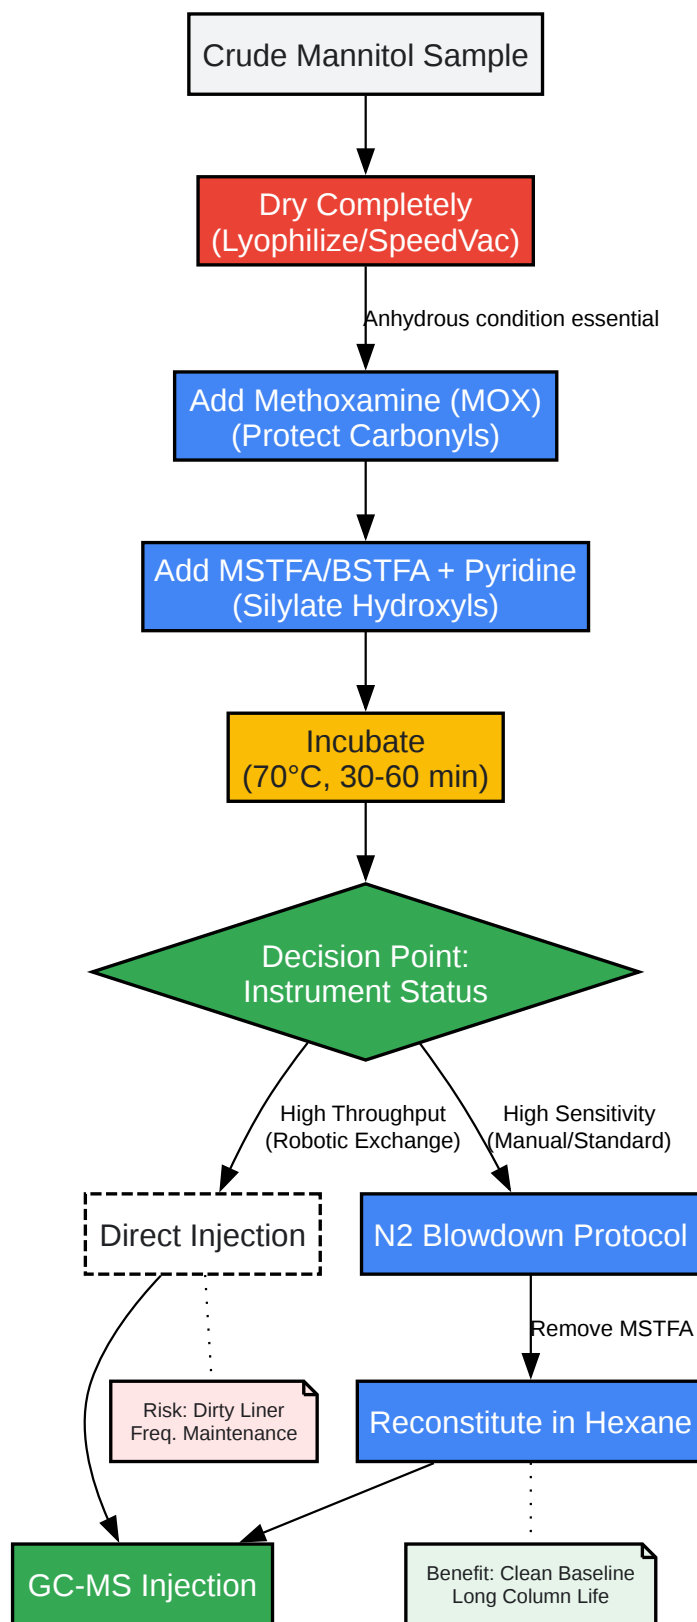 Crude Mannitol Sample
Dry Completely
(Lyophilize/SpeedVac)
Anhydrous condition essential
Add Methoxamine (MOX)
(Protect Carbonyls)
Add MSTFA/BSTFA + Pyridine
(Silylate Hydroxyls)
Incubate
(70°C, 30-60 min)
Decision Point:
Instrument Status
High Throughput
(Robotic Exchange)
High Sensitivity
(Manual/Standard)
Direct Injection
N2 Blowdown Protocol
Remove MSTFA
Risk: Dirty Liner
Freq. Maintenance
Reconstitute in Hexane
GC-MS Injection
Benefit: Clean Baseline
Long Column Life